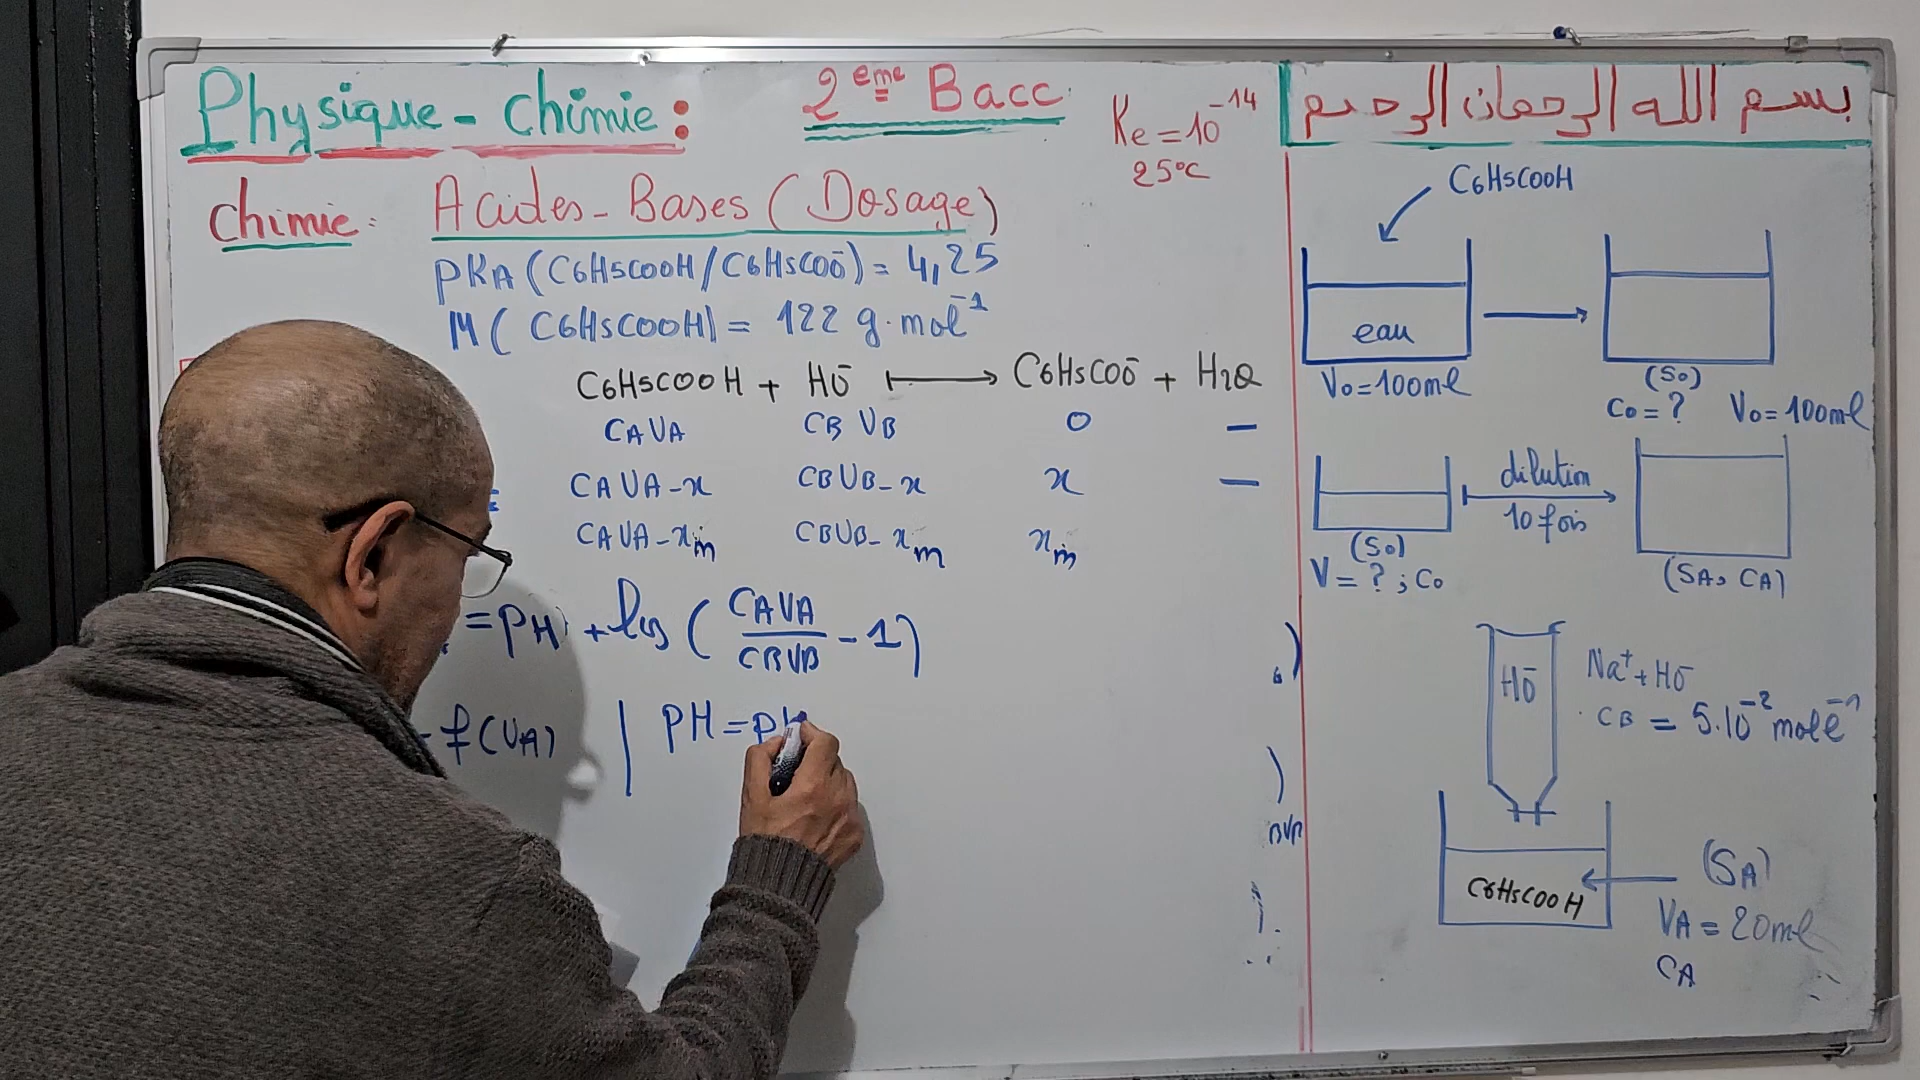 Physique - Chimie :
2ème Bacc
Ke = 10⁻¹⁴
25°C
Chimie : Acides - Bases (Dosage)
PKA (C6H5COOH/C6H5COO⁻) = 4,25
M (C6H5COOH) = 122 g.mol⁻¹
C6H5COOH + HO⁻ ⟼ C6H5COO⁻ + H2O
CAVA CBVB 0 –
CAVA-x CBVB-x x –
CAVA-xm CBVB-xm xm
= PH + log (CAVA/CBVB - 1)
f(VA) | PH = PK
بسم الله الرحمان الرحيم
C6H5COOH
eau
V0 = 100ml
(S0)
C0 = ? V0 = 100ml
dilution
10 fois
(S0)
V = ? ; C0
(SA, CA)
HO⁻
Na⁺ + HO⁻
CB = 5.10⁻² mol l⁻¹
C6H5COOH
(SA)
VA = 20ml
CA